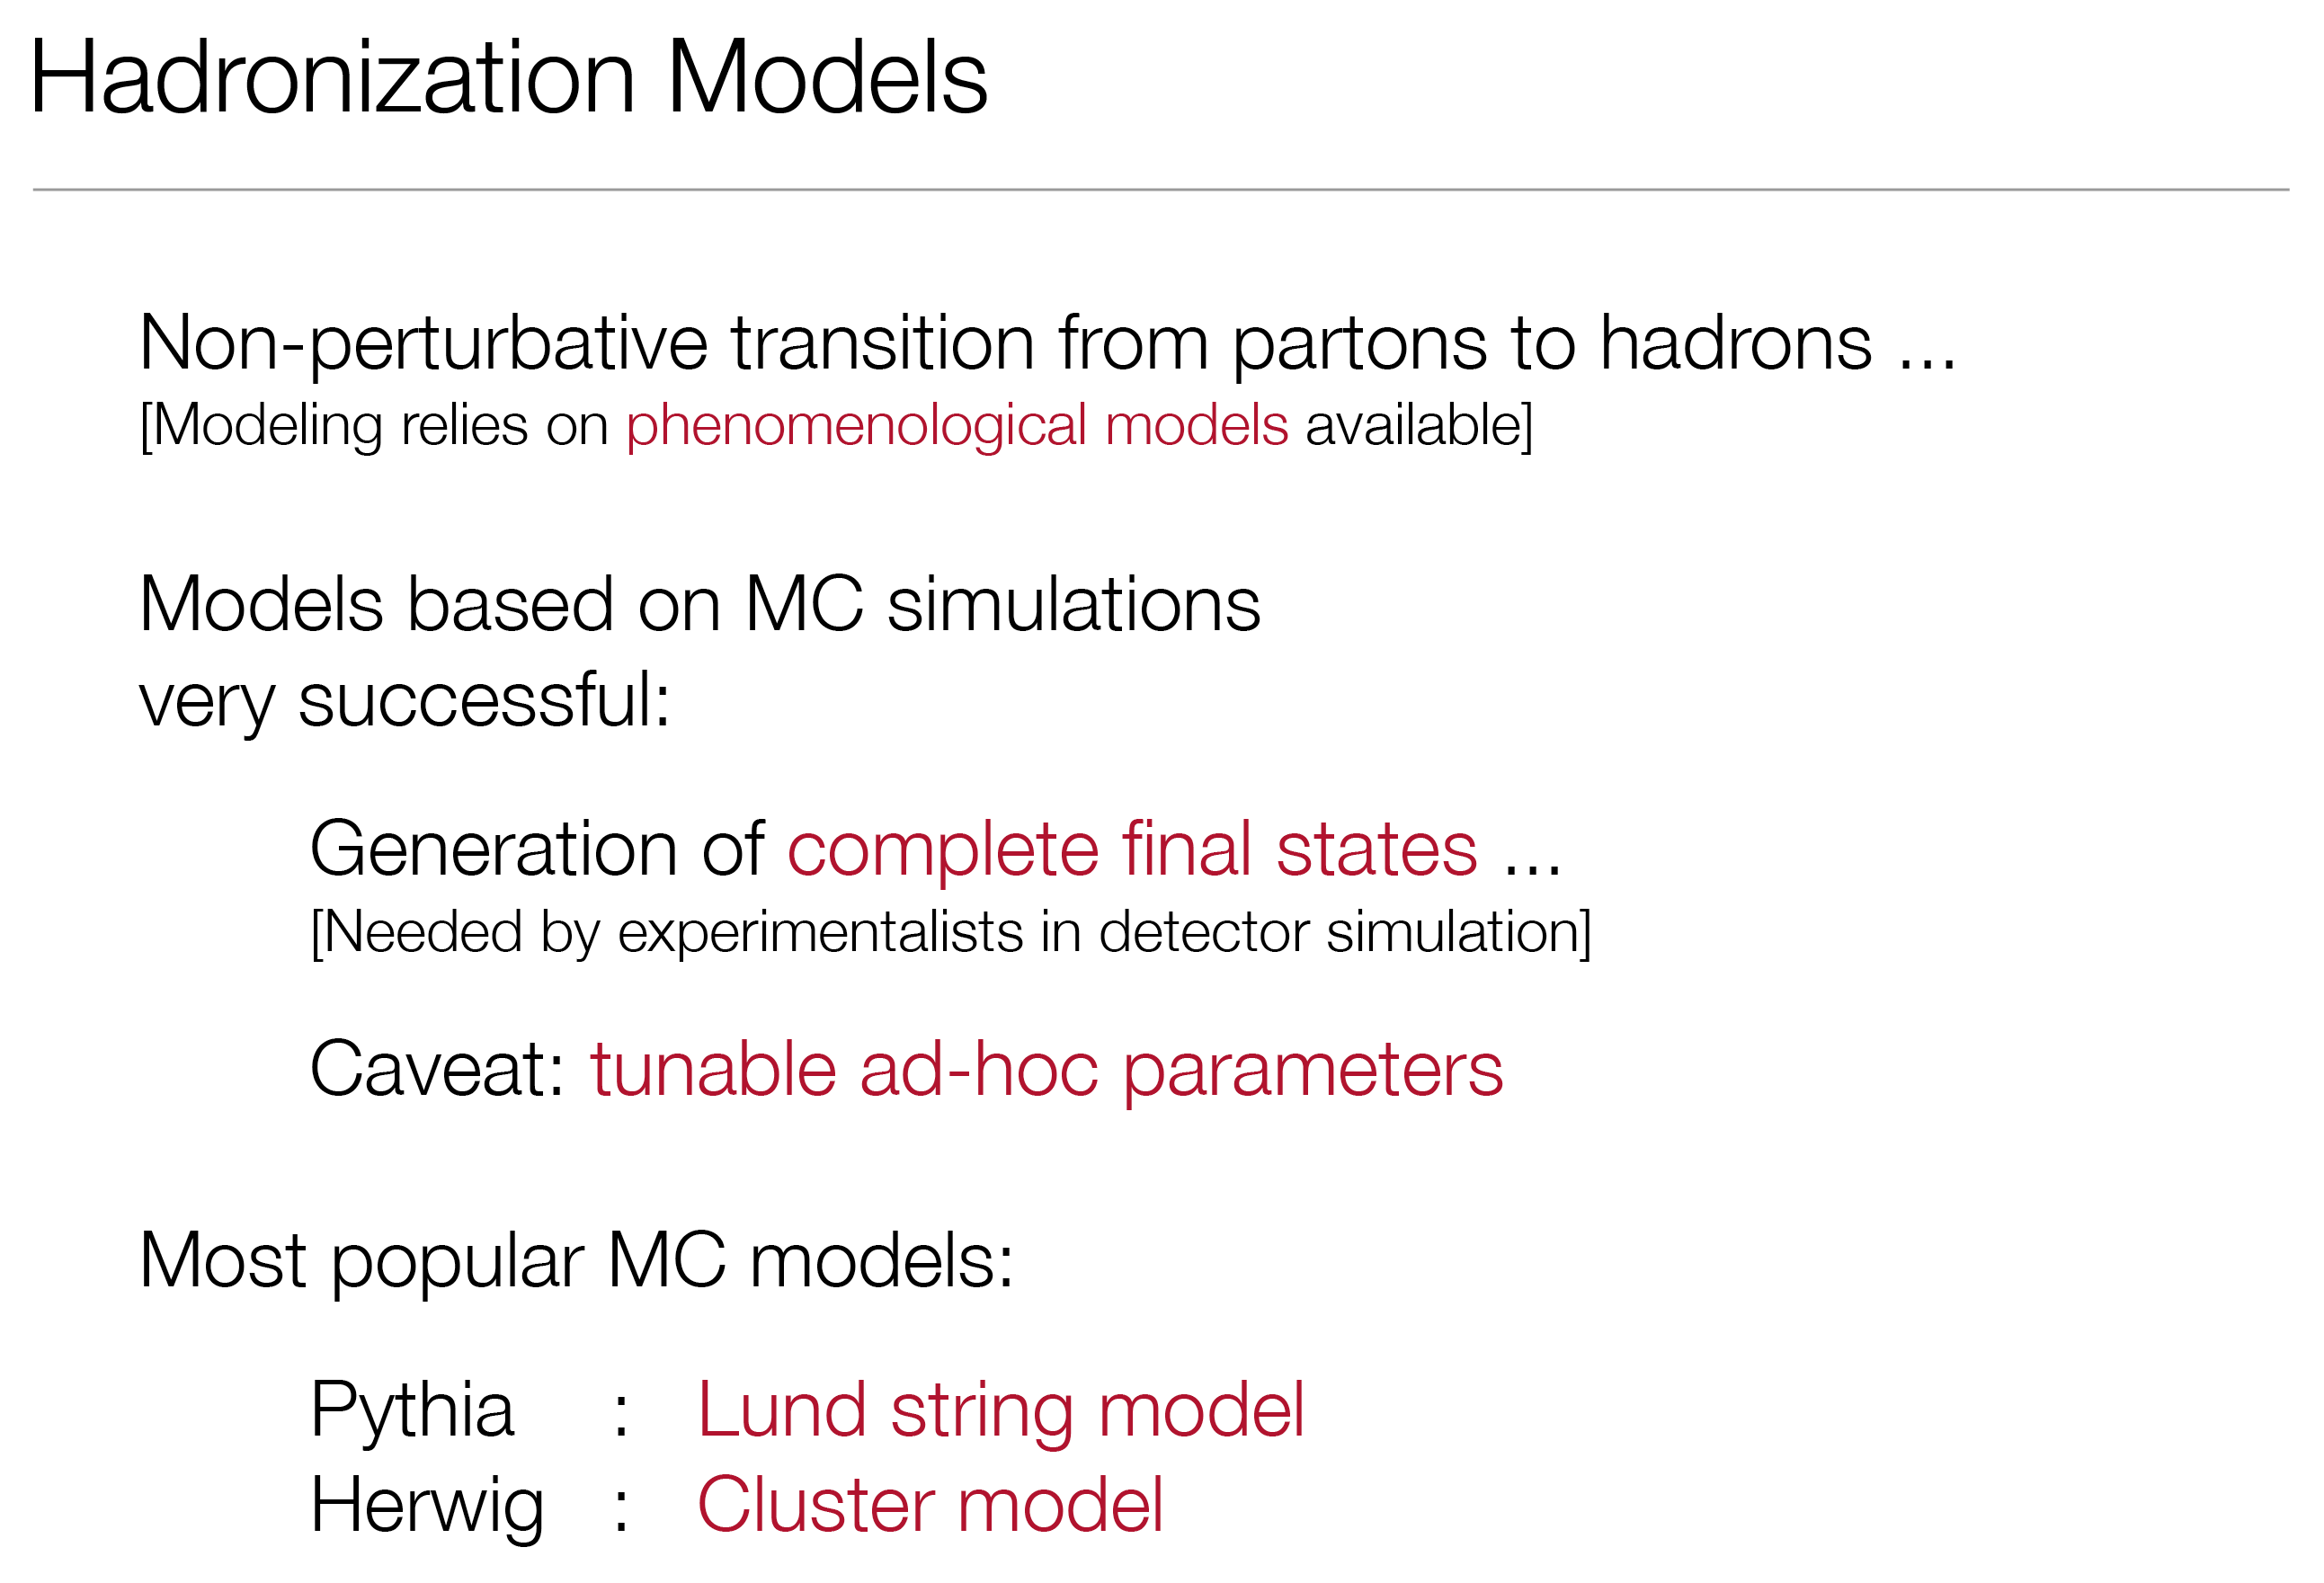 Hadronization Models
Non-perturbative transition from partons to hadrons ...
[Modeling relies on phenomenological models available]
Models based on MC simulations
very successful:
Generation of complete final states ...
[Needed by experimentalists in detector simulation]
Caveat: tunable ad-hoc parameters
Most popular MC models:
Pythia : Lund string model
Herwig : Cluster model